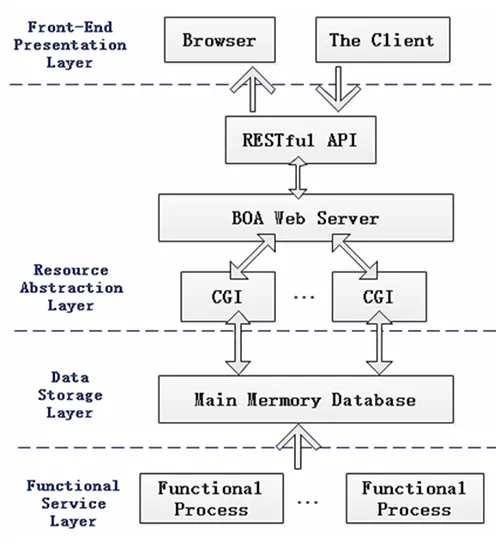 Front-End
Presentation
Layer
Browser
The Client
RESTful API
BOA Web Server
Resource
Abstraction
Layer
CGI
...
CGI
Data
Storage
Layer
Main Mermory Database
Functional
Service
Layer
Functional
Process
...
Functional
Process